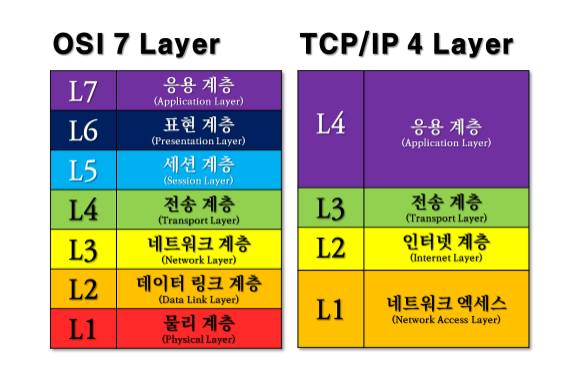 OSI 7 Layer
L7
응용 계층
(Application Layer)
L6
표현 계층
(Presentation Layer)
L5
세션 계층
(Session Layer)
L4
전송 계층
(Transport Layer)
L3
네트워크 계층
(Network Layer)
L2
데이터 링크 계층
(Data Link Layer)
L1
물리 계층
(Physical Layer)
TCP/IP 4 Layer
L4
응용 계층
(Application Layer)
L3
전송 계층
(Transport Layer)
L2
인터넷 계층
(Internet Layer)
L1
네트워크 엑세스
(Network Access Layer)